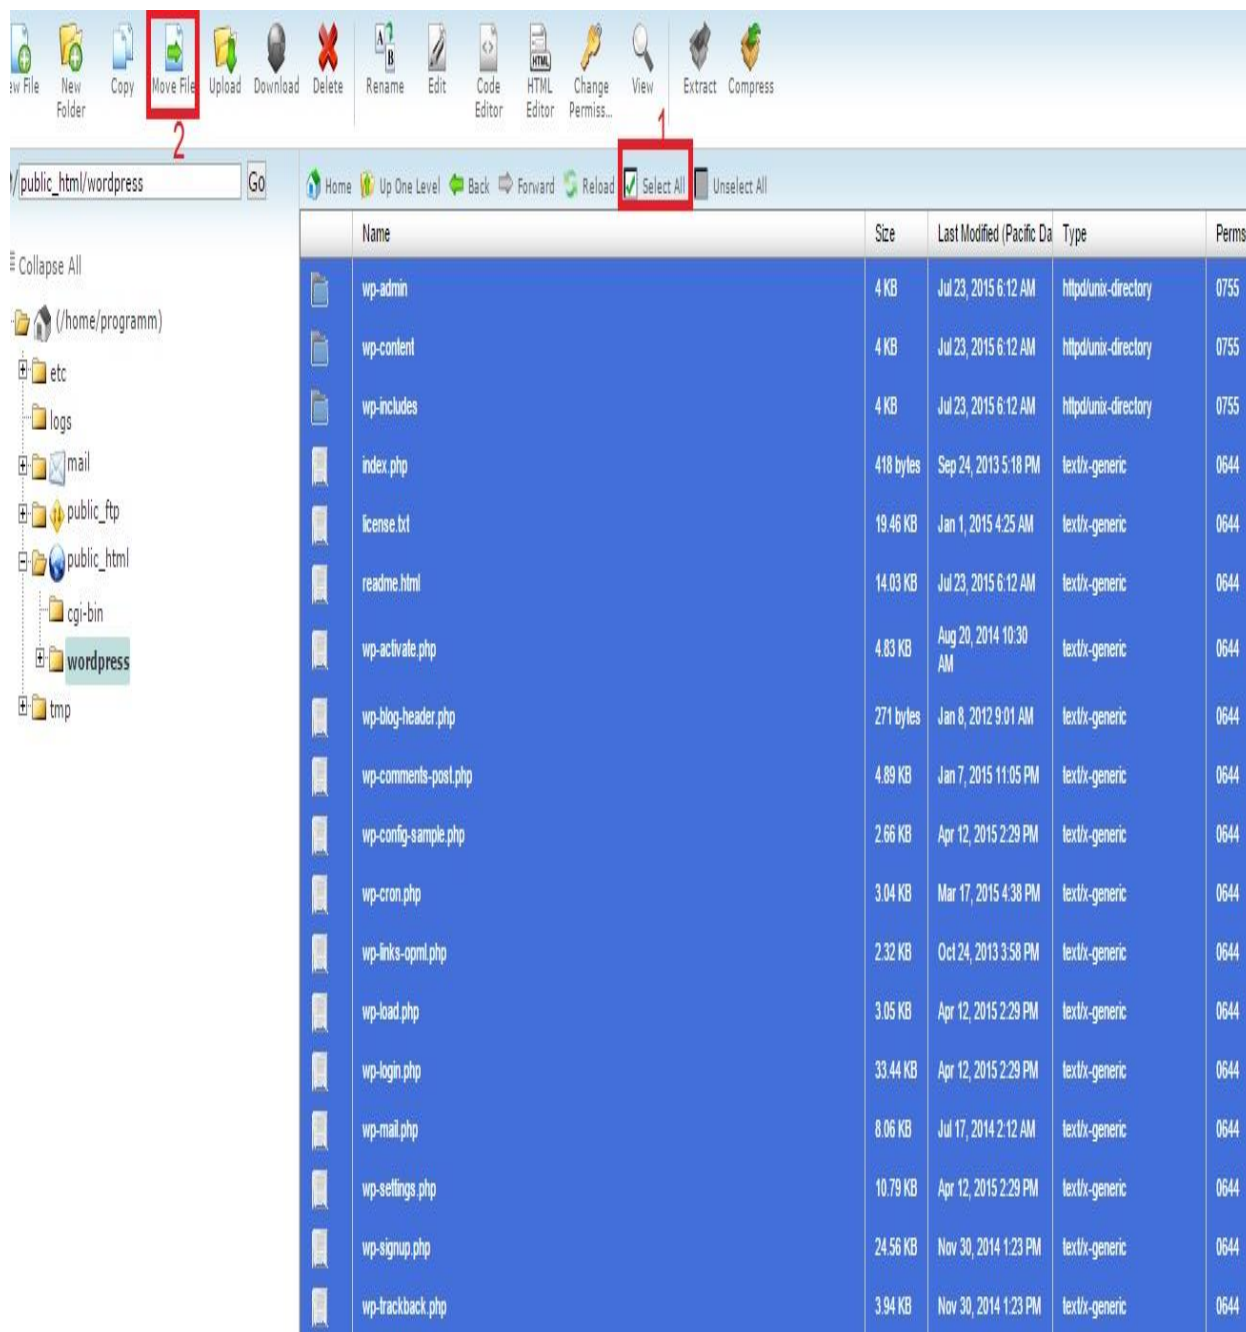 ew File New Folder Copy Move File Upload Download Delete Rename Edit Code Editor HTML Editor Change Permiss... View Extract Compress
2
1
/ public_html/wordpress Go
Home Up One Level Back Forward Reload Select All Unselect All
Collapse All
(/home/programm)
etc
logs
mail
public_ftp
public_html
cgi-bin
wordpress
tmp
Name Size Last Modified (Pacific Da Type Perms
wp-admin 4 KB Jul 23, 2015 6:12 AM httpd/unix-directory 0755
wp-content 4 KB Jul 23, 2015 6:12 AM httpd/unix-directory 0755
wp-includes 4 KB Jul 23, 2015 6:12 AM httpd/unix-directory 0755
index.php 418 bytes Sep 24, 2013 5:18 PM text/x-generic 0644
license.txt 19.46 KB Jan 1, 2015 4:25 AM text/x-generic 0644
readme.html 14.03 KB Jul 23, 2015 6:12 AM text/x-generic 0644
wp-activate.php 4.83 KB Aug 20, 2014 10:30 AM text/x-generic 0644
wp-blog-header.php 271 bytes Jan 8, 2012 9:01 AM text/x-generic 0644
wp-comments-post.php 4.89 KB Jan 7, 2015 11:05 PM text/x-generic 0644
wp-config-sample.php 2.66 KB Apr 12, 2015 2:29 PM text/x-generic 0644
wp-cron.php 3.04 KB Mar 17, 2015 4:38 PM text/x-generic 0644
wp-links-opml.php 2.32 KB Oct 24, 2013 3:58 PM text/x-generic 0644
wp-load.php 3.05 KB Apr 12, 2015 2:29 PM text/x-generic 0644
wp-login.php 33.44 KB Apr 12, 2015 2:29 PM text/x-generic 0644
wp-mail.php 8.06 KB Jul 17, 2014 2:12 AM text/x-generic 0644
wp-settings.php 10.79 KB Apr 12, 2015 2:29 PM text/x-generic 0644
wp-signup.php 24.56 KB Nov 30, 2014 1:23 PM text/x-generic 0644
wp-trackback.php 3.94 KB Nov 30, 2014 1:23 PM text/x-generic 0644